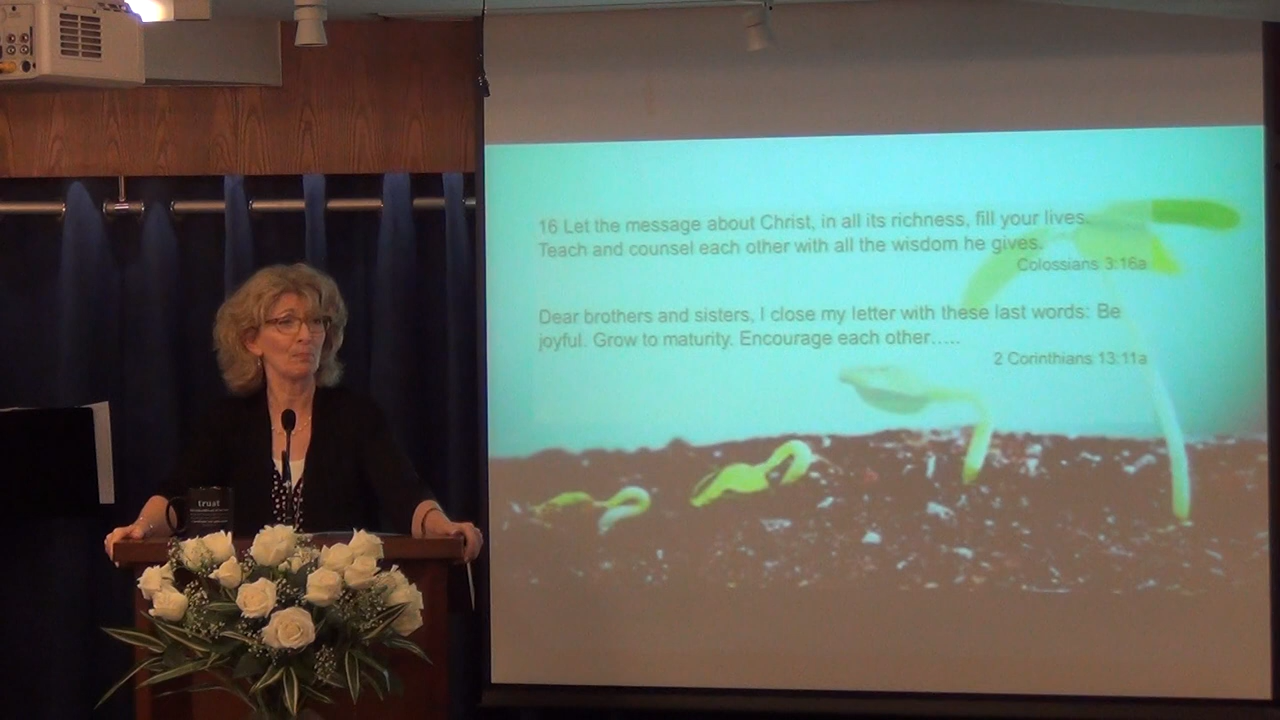 16 Let the message about Christ, in all its richness, fill your lives.
Teach and counsel each other with all the wisdom he gives.
Colossians 3:16a
Dear brothers and sisters, I close my letter with these last words: Be
joyful. Grow to maturity. Encourage each other…..
2 Corinthians 13:11a
trust